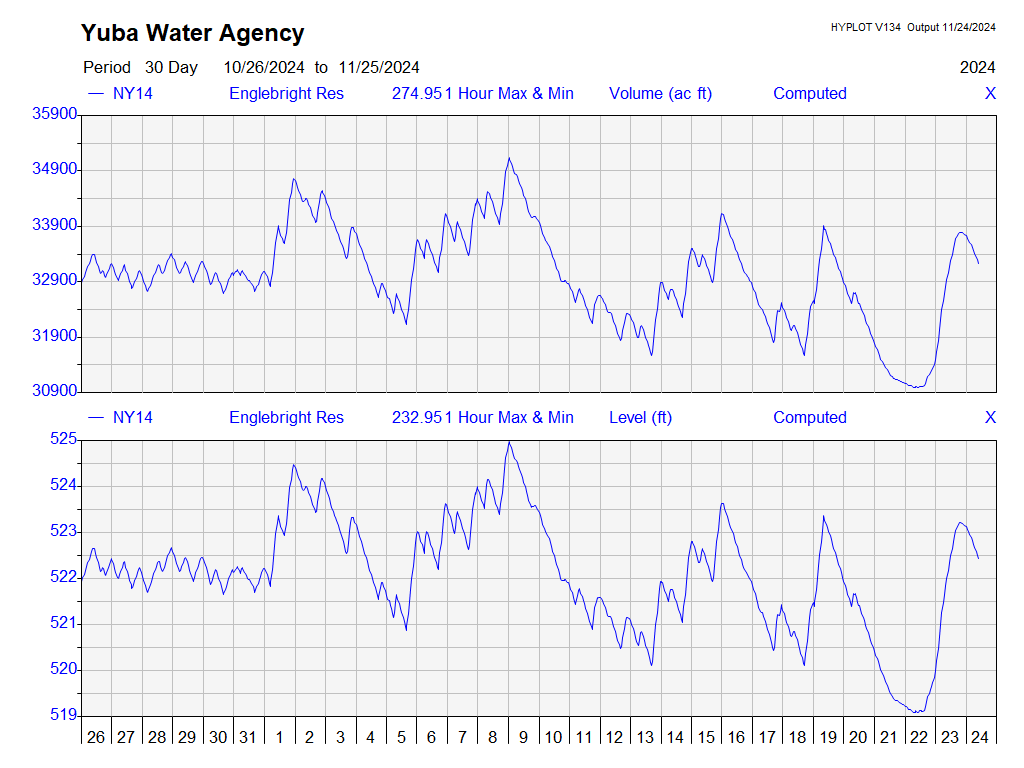 Yuba Water Agency
HYPLOT V134 Output 11/24/2024
Period 30 Day 10/26/2024 to 11/25/2024 2024
NY14 Englebright Res 274.951 Hour Max & Min Volume (ac ft) Computed X
35900
34900
33900
32900
31900
30900
NY14 Englebright Res 232.951 Hour Max & Min Level (ft) Computed X
525
524
523
522
521
520
519
26 27 28 29 30 31 1 2 3 4 5 6 7 8 9 10 11 12 13 14 15 16 17 18 19 20 21 22 23 24